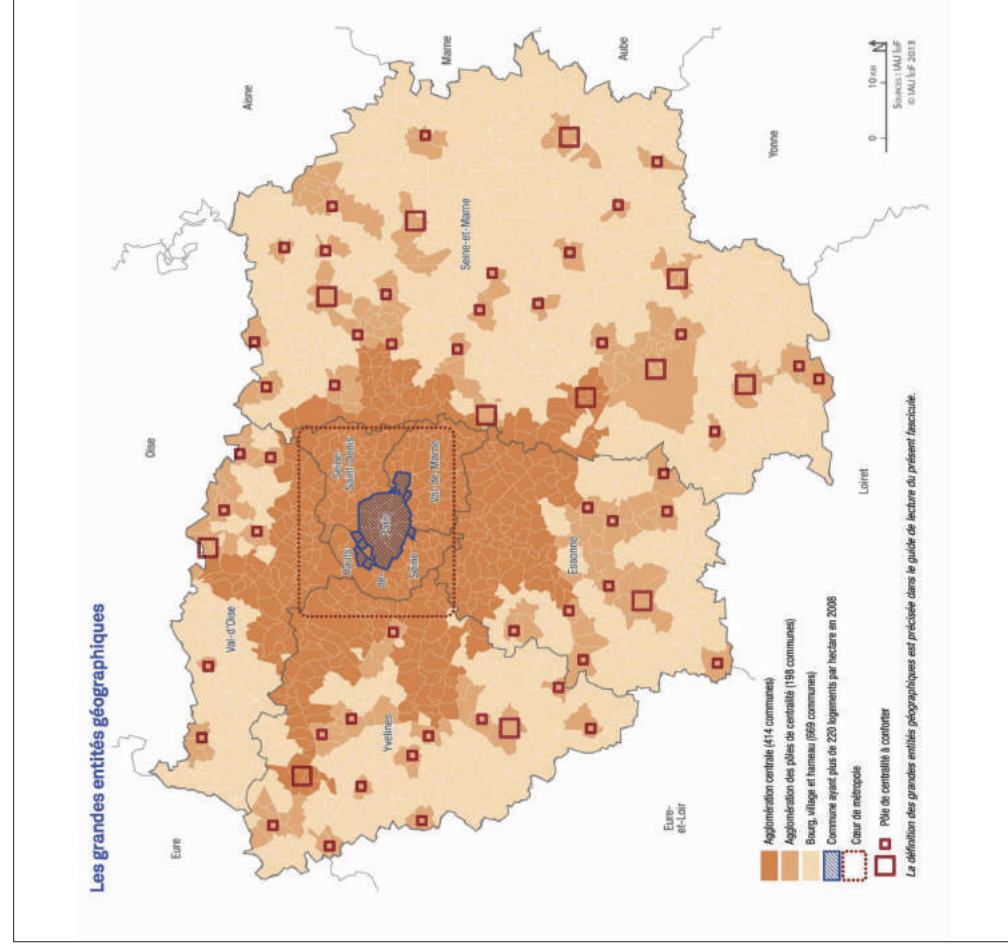 Les grandes entités géographiques
Aisne
Marne
Aube
Oise
Eure
Val-d'Oise
Seine-
Saint-Denis
Hauts-
de-
Seine
Paris
Val-de-Marne
Seine-et-Marne
Yvelines
Essonne
Yonne
Loiret
Eure-
et-Loir
Agglomération centrale (414 communes)
Agglomération des pôles de centralité (198 communes)
Bourg, village et hameau (669 communes)
Commune ayant plus de 220 logements par hectare en 2008
Cœur de métropole
Pôle de centralité à conforter
La définition des grandes entités géographiques est précisée dans le guide de lecture du présent fascicule.
0 10 KM N
SOURCES : IAU îdF
© IAU îdF 2013